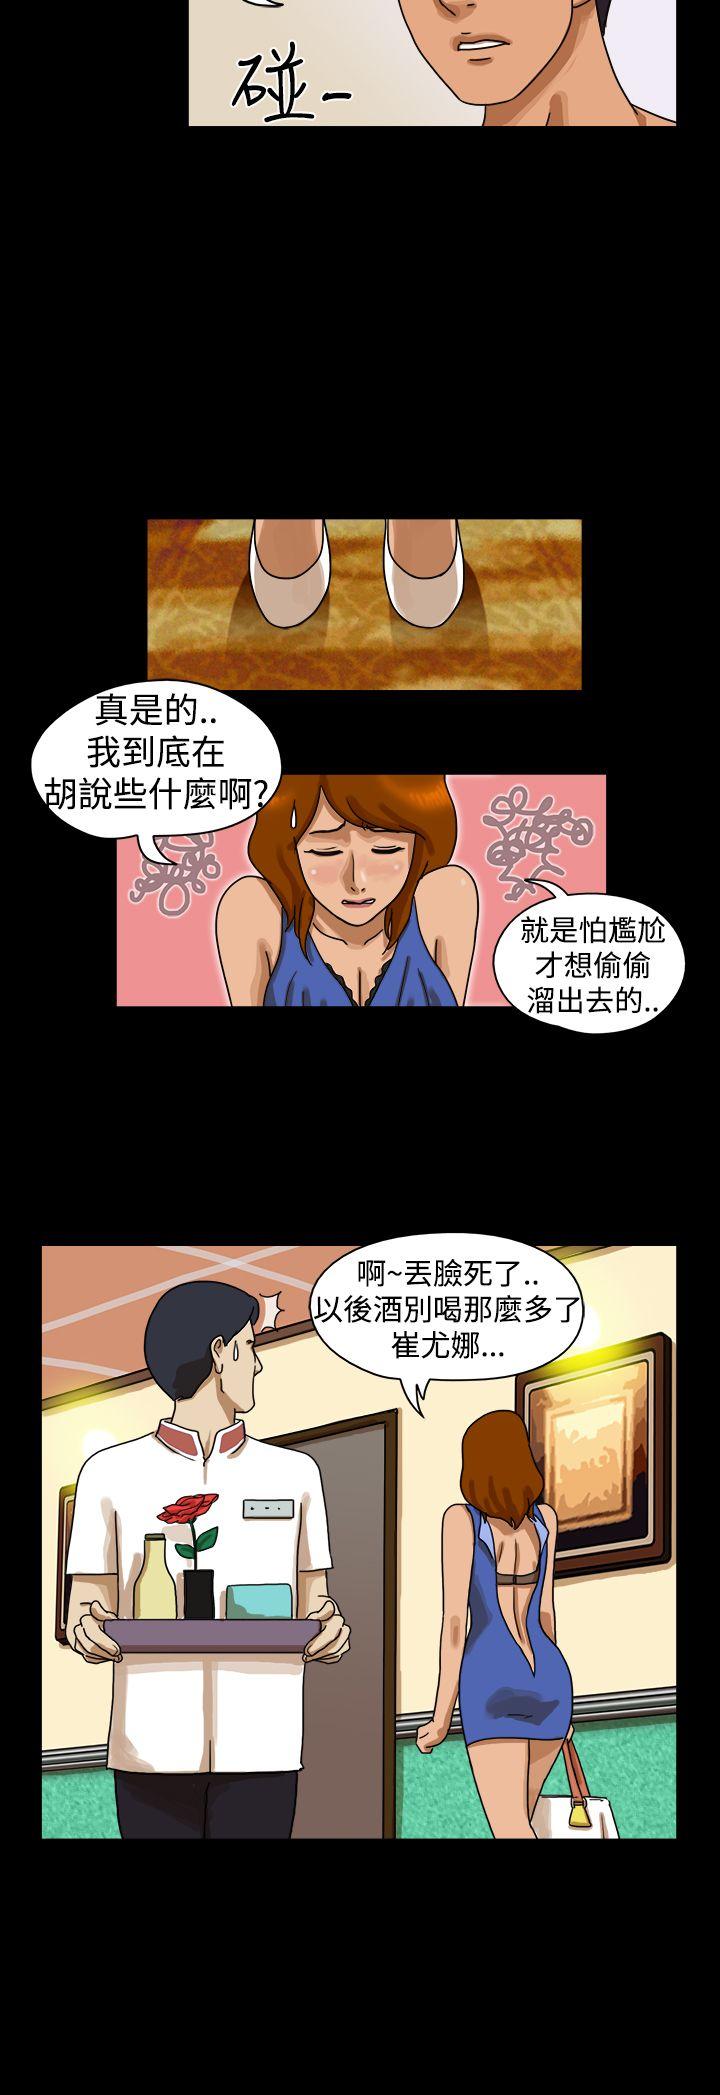 碰-
真是的..
我到底在
胡說些什麼啊?
就是怕尷尬
才想偷偷
溜出去的..
啊~丟臉死了..
以後酒別喝那麼多了
崔尤娜...